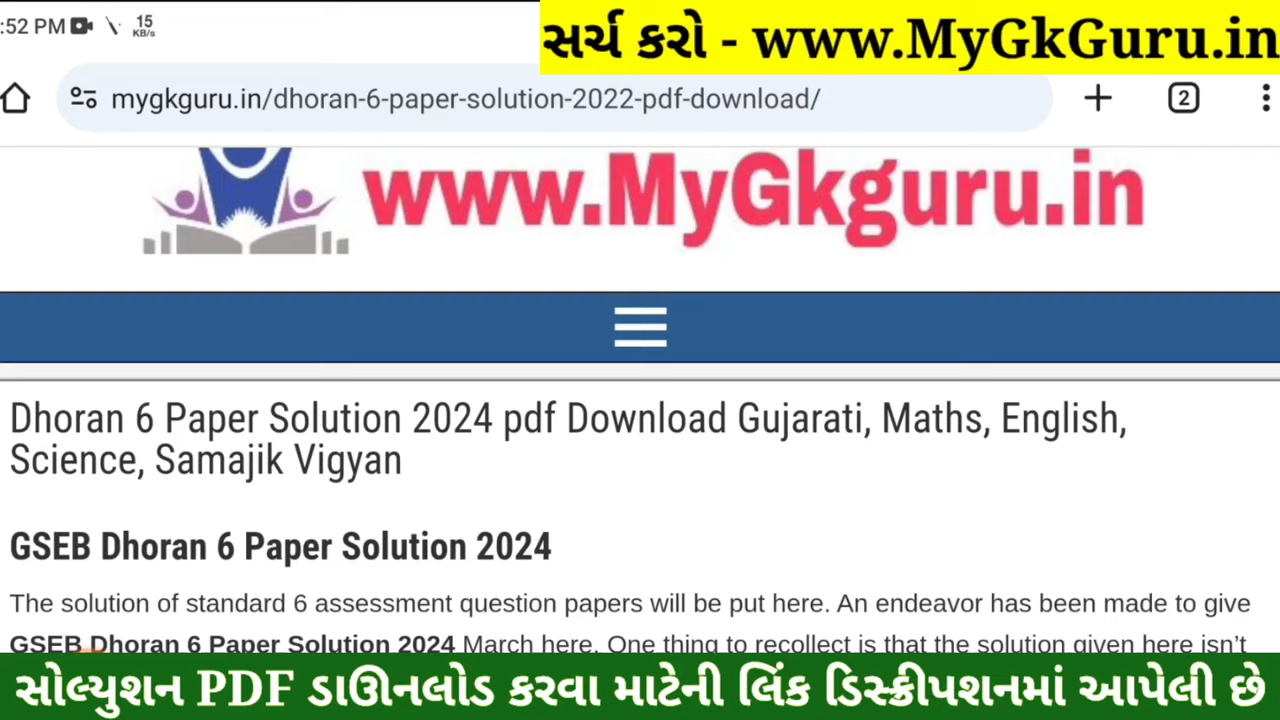 :52 PM 15 KB/s
સર્ચ કરો - www.MyGkGuru.in
mygkguru.in/dhoran-6-paper-solution-2022-pdf-download/
2
www.MyGkguru.in
Dhoran 6 Paper Solution 2024 pdf Download Gujarati, Maths, English,
Science, Samajik Vigyan
GSEB Dhoran 6 Paper Solution 2024
The solution of standard 6 assessment question papers will be put here. An endeavor has been made to give
GSEB Dhoran 6 Paper Solution 2024 March here. One thing to recollect is that the solution given here isn’t
સોલ્યુશન PDF ડાઊનલોડ કરવા માટેની લિંક ડિસ્ક્રીપશનમાં આપેલી છે